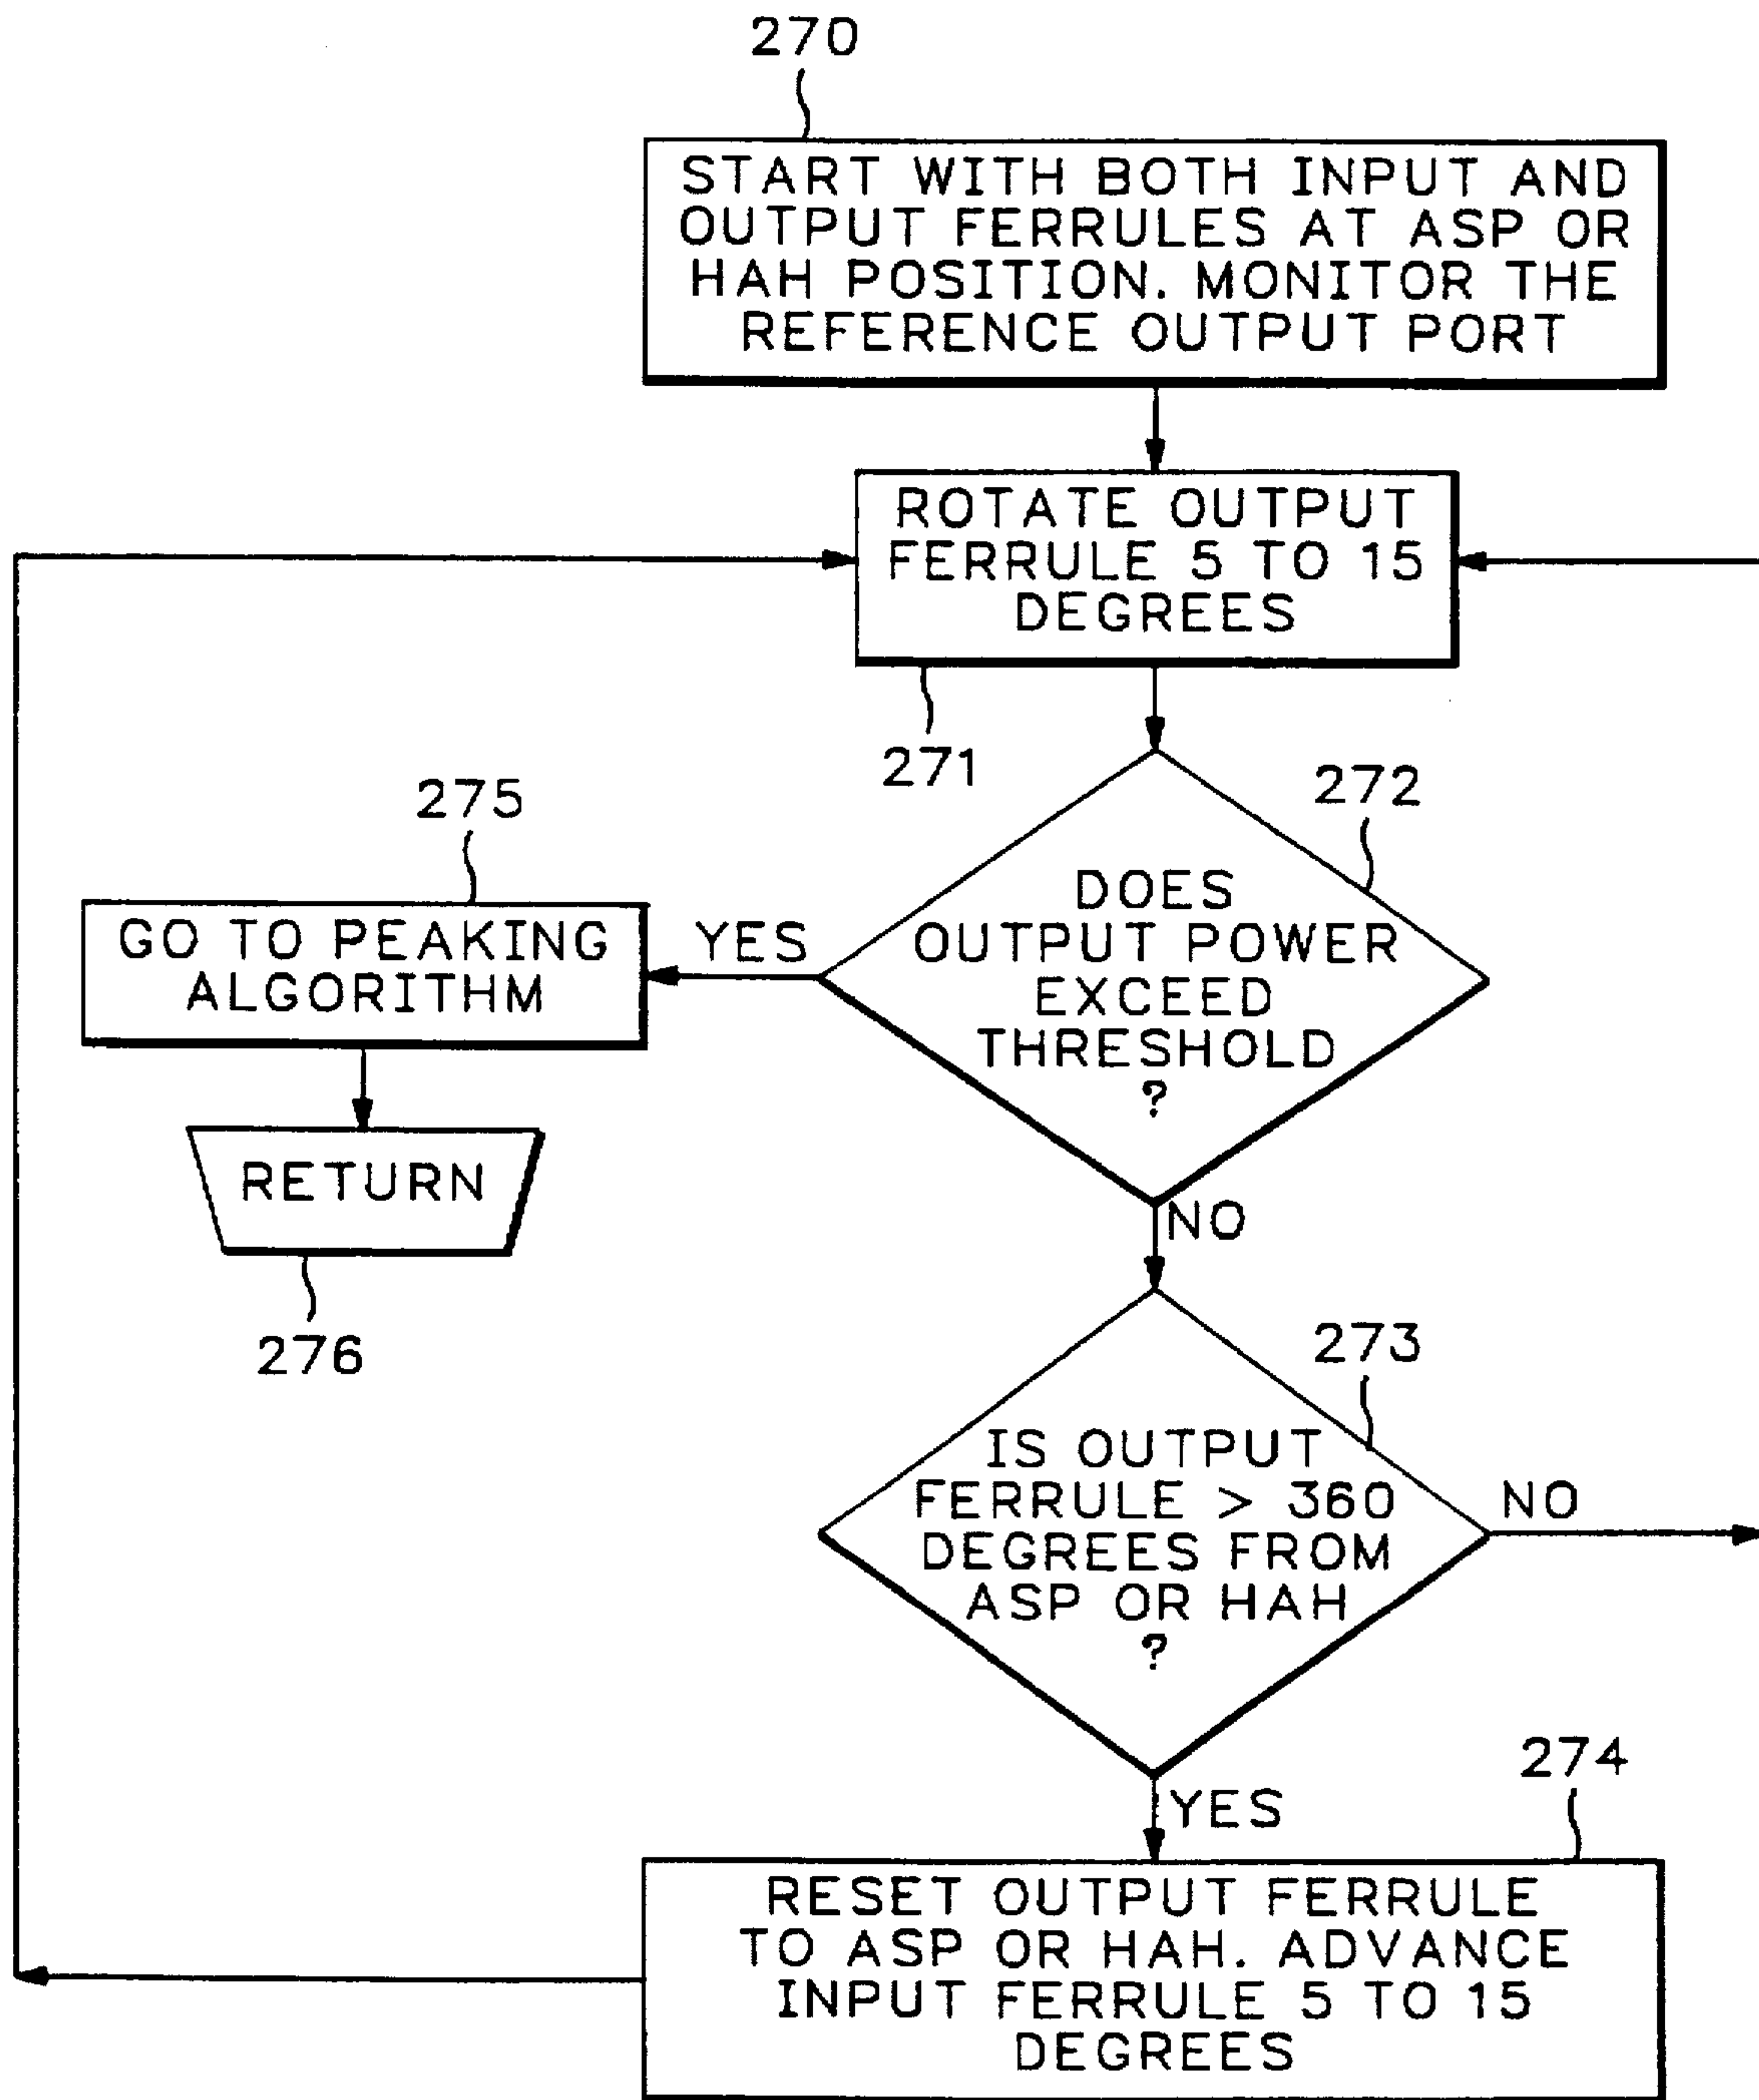 270
START WITH BOTH INPUT AND
OUTPUT FERRULES AT ASP OR
HAH POSITION. MONITOR THE
REFERENCE OUTPUT PORT
ROTATE OUTPUT
FERRULE 5 TO 15
DEGREES
271
272
DOES
OUTPUT POWER
EXCEED
THRESHOLD
?
YES
275
GO TO PEAKING
ALGORITHM
RETURN
276
NO
273
IS OUTPUT
FERRULE > 360
DEGREES FROM
ASP OR HAH
?
NO
YES
274
RESET OUTPUT FERRULE
TO ASP OR HAH. ADVANCE
INPUT FERRULE 5 TO 15
DEGREES